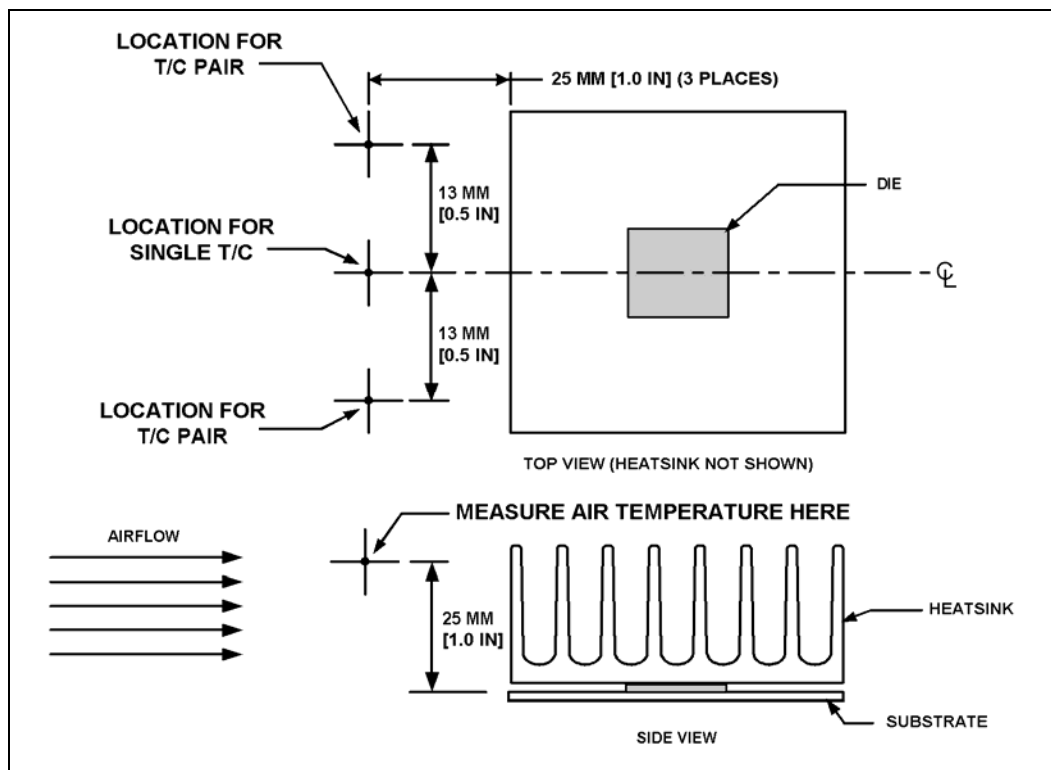 LOCATION FOR
T/C PAIR
25 MM [1.0 IN] (3 PLACES)
13 MM
[0.5 IN]
DIE
LOCATION FOR
SINGLE T/C
℄
13 MM
[0.5 IN]
LOCATION FOR
T/C PAIR
TOP VIEW (HEATSINK NOT SHOWN)
MEASURE AIR TEMPERATURE HERE
AIRFLOW
25 MM
[1.0 IN]
HEATSINK
SUBSTRATE
SIDE VIEW